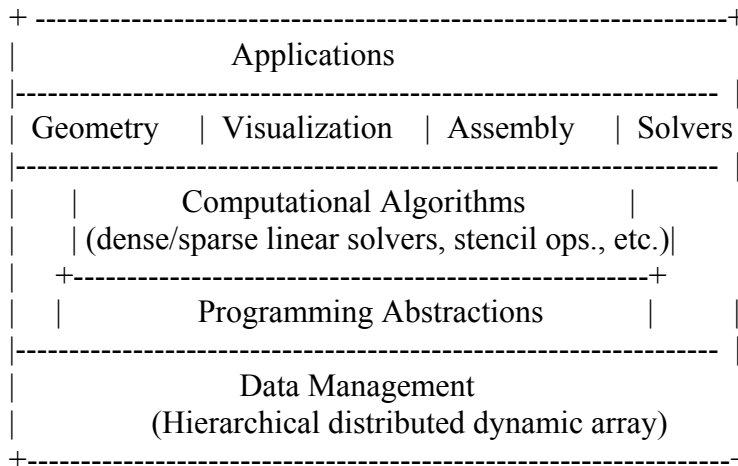 + -----------------------------------------------------------------+
| Applications
|------------------------------------------------------------------ |
| Geometry | Visualization | Assembly | Solvers
|------------------------------------------------------------------ |
| | Computational Algorithms |
| | (dense/sparse linear solvers, stencil ops., etc.)|
| +------------------------------------------------------+
| | Programming Abstractions | |
|------------------------------------------------------------------ |
| Data Management
| (Hierarchical distributed dynamic array)
+------------------------------------------------------------------+